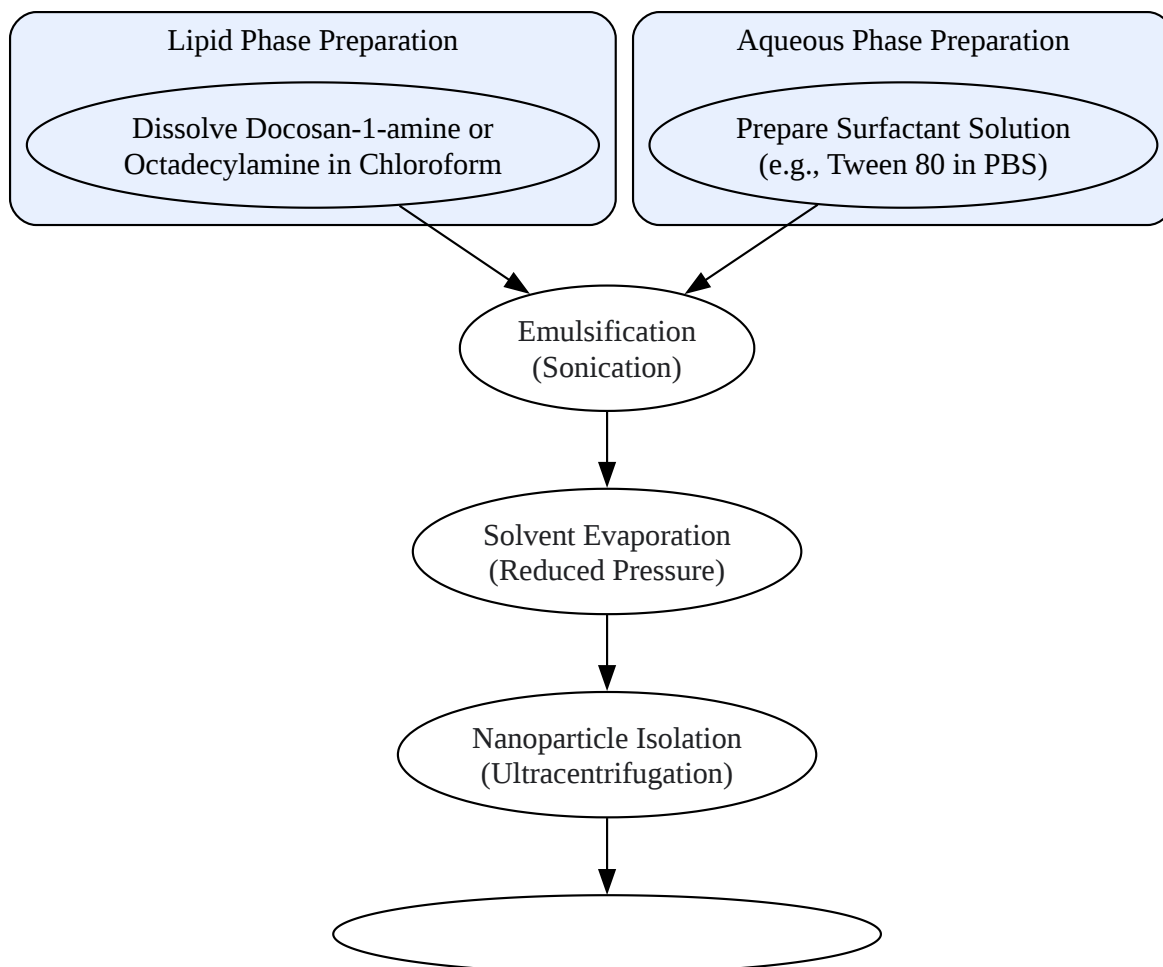 Lipid Phase Preparation
Dissolve Docosan-1-amine or
Octadecylamine in Chloroform
Aqueous Phase Preparation
Prepare Surfactant Solution
(e.g., Tween 80 in PBS)
Emulsification
(Sonication)
Solvent Evaporation
(Reduced Pressure)
Nanoparticle Isolation
(Ultracentrifugation)